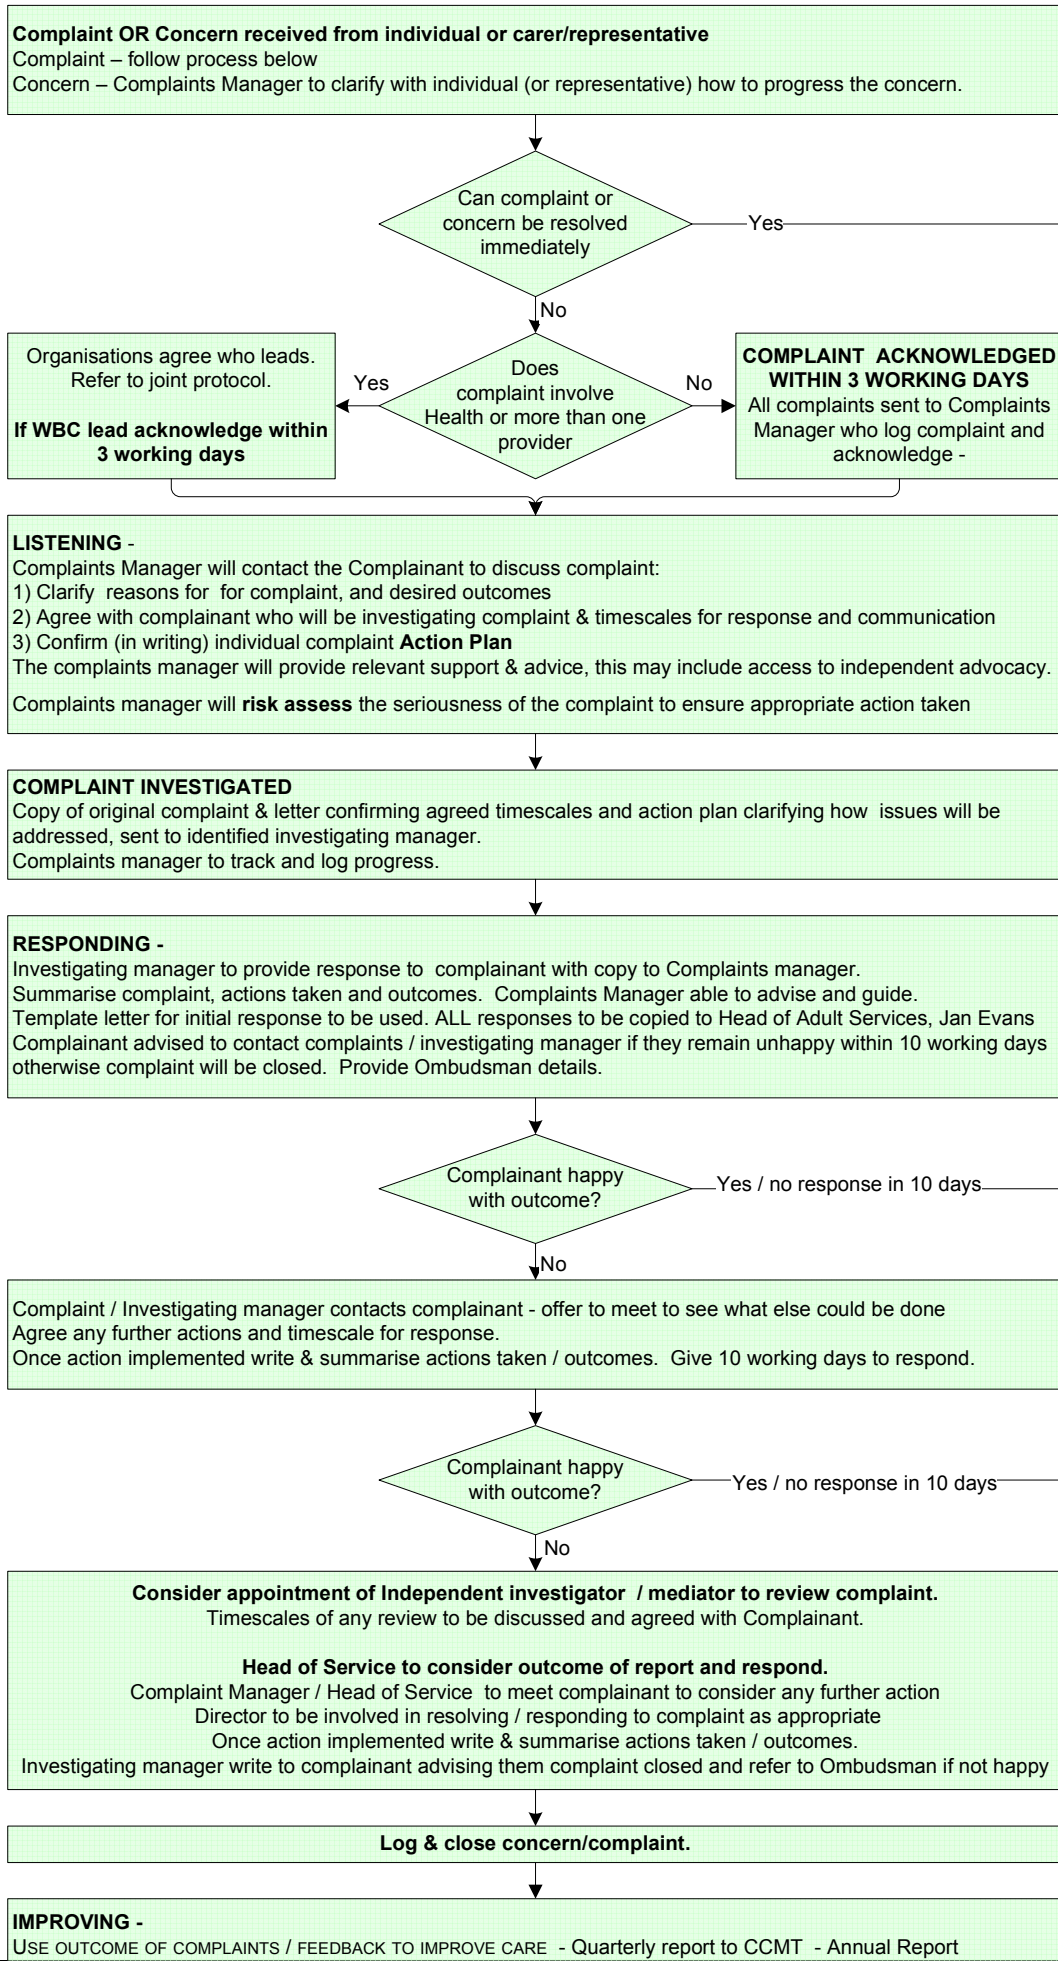 Complaint OR Concern received from individual or carer/representative
Complaint – follow process below
Concern – Complaints Manager to clarify with individual (or representative) how to progress the concern.
Can complaint or
concern be resolved
immediately
Yes
No
Organisations agree who leads.
Refer to joint protocol.
If WBC lead acknowledge within
3 working days
Yes
Does
complaint involve
Health or more than one
provider
No
COMPLAINT ACKNOWLEDGED
WITHIN 3 WORKING DAYS
All complaints sent to Complaints
Manager who log complaint and
acknowledge -
LISTENING -
Complaints Manager will contact the Complainant to discuss complaint:
1) Clarify reasons for for complaint, and desired outcomes
2) Agree with complainant who will be investigating complaint & timescales for response and communication
3) Confirm (in writing) individual complaint Action Plan
The complaints manager will provide relevant support & advice, this may include access to independent advocacy.
Complaints manager will risk assess the seriousness of the complaint to ensure appropriate action taken
COMPLAINT INVESTIGATED
Copy of original complaint & letter confirming agreed timescales and action plan clarifying how issues will be
addressed, sent to identified investigating manager.
Complaints manager to track and log progress.
RESPONDING -
Investigating manager to provide response to complainant with copy to Complaints manager.
Summarise complaint, actions taken and outcomes. Complaints Manager able to advise and guide.
Template letter for initial response to be used. ALL responses to be copied to Head of Adult Services, Jan Evans
Complainant advised to contact complaints / investigating manager if they remain unhappy within 10 working days
otherwise complaint will be closed. Provide Ombudsman details.
Complainant happy
with outcome?
Yes / no response in 10 days
No
Complaint / Investigating manager contacts complainant - offer to meet to see what else could be done
Agree any further actions and timescale for response.
Once action implemented write & summarise actions taken / outcomes. Give 10 working days to respond.
Complainant happy
with outcome?
Yes / no response in 10 days
No
Consider appointment of Independent investigator / mediator to review complaint.
Timescales of any review to be discussed and agreed with Complainant.
Head of Service to consider outcome of report and respond.
Complaint Manager / Head of Service to meet complainant to consider any further action
Director to be involved in resolving / responding to complaint as appropriate
Once action implemented write & summarise actions taken / outcomes.
Investigating manager write to complainant advising them complaint closed and refer to Ombudsman if not happy
Log & close concern/complaint.
IMPROVING -
USE OUTCOME OF COMPLAINTS / FEEDBACK TO IMPROVE CARE - Quarterly report to CCMT - Annual Report